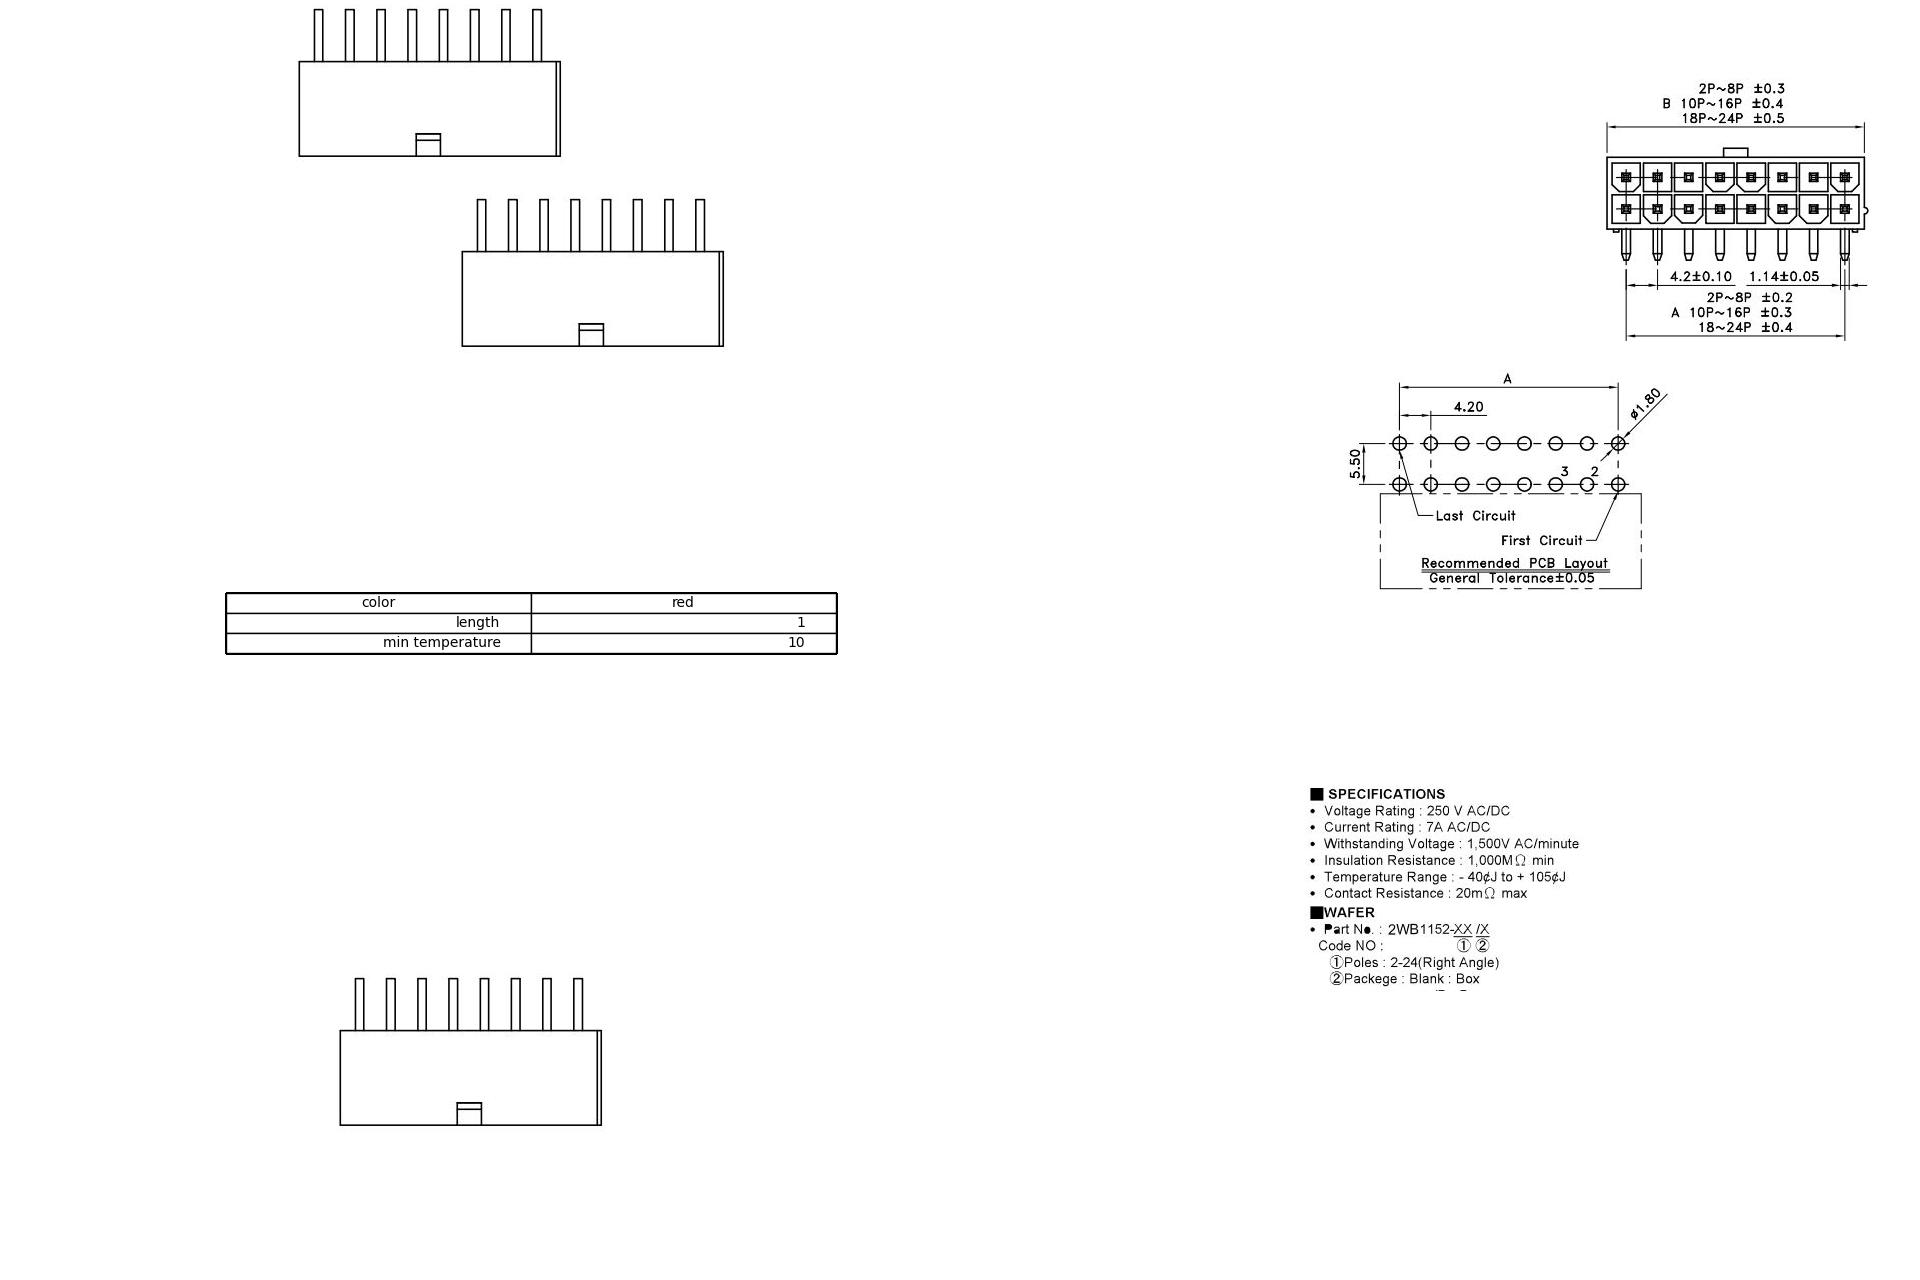 2P~8P ±0.3
B 10P~16P ±0.4
18P~24P ±0.5
4.2±0.10 1.14±0.05
2P~8P ±0.2
A 10P~16P ±0.3
18~24P ±0.4
A
4.20
ø1.80
5.50
3 2
Last Circuit
First Circuit
Recommended PCB Layout
General Tolerance±0.05
color red
length 1
min temperature 10
■ SPECIFICATIONS
• Voltage Rating : 250 V AC/DC
• Current Rating : 7A AC/DC
• Withstanding Voltage : 1,500V AC/minute
• Insulation Resistance : 1,000MΩ min
• Temperature Range : - 40¢J to + 105¢J
• Contact Resistance : 20mΩ max
■WAFER
• Part No. : 2WB1152-XX /X
Code NO : ① ②
①Poles : 2-24(Right Angle)
②Packege : Blank : Box